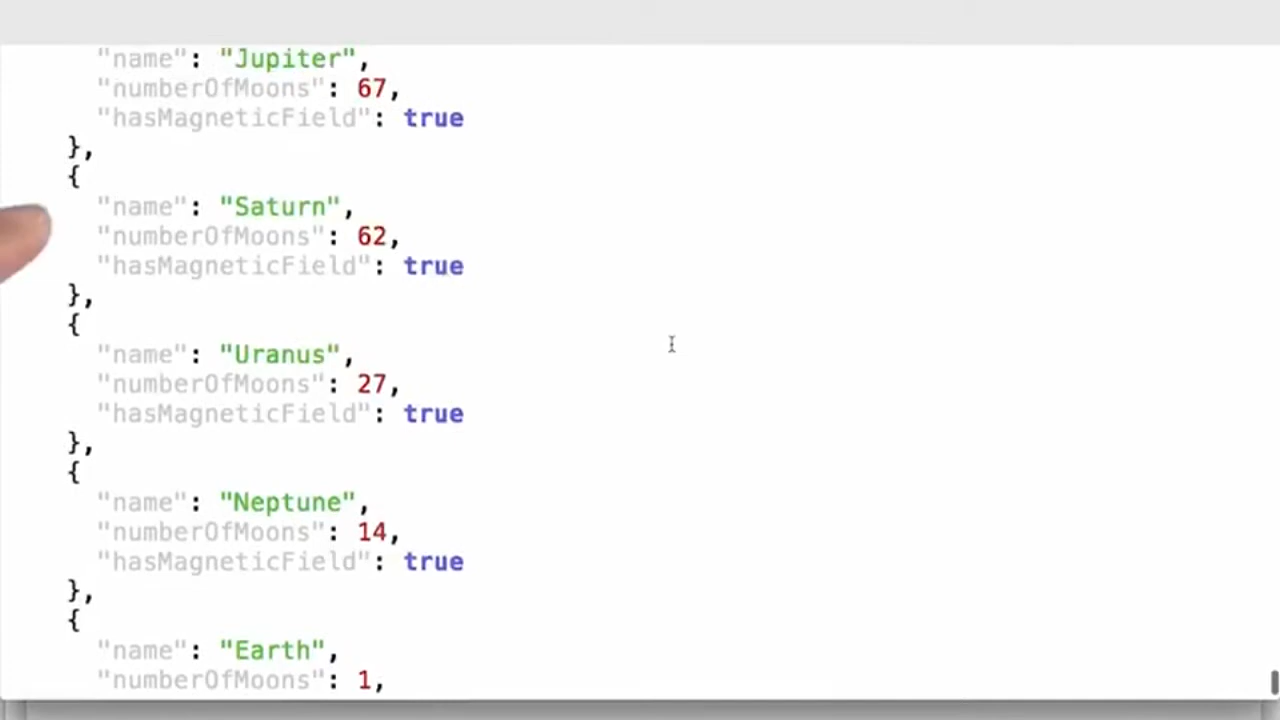 "name": "Jupiter",
"numberOfMoons": 67,
"hasMagneticField": true
},
{
"name": "Saturn",
"numberOfMoons": 62,
"hasMagneticField": true
},
{
"name": "Uranus",
"numberOfMoons": 27,
"hasMagneticField": true
},
{
"name": "Neptune",
"numberOfMoons": 14,
"hasMagneticField": true
},
{
"name": "Earth",
"numberOfMoons": 1,